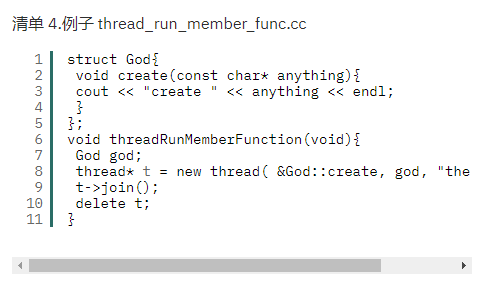 清单 4.例子 thread_run_member_func.cc
1 struct God{
2 void create(const char* anything){
3 cout << "create " << anything << endl;
4 }
5 };
6 void threadRunMemberFunction(void){
7 God god;
8 thread* t = new thread( &God::create, god, "the
9 t->join();
10 delete t;
11 }